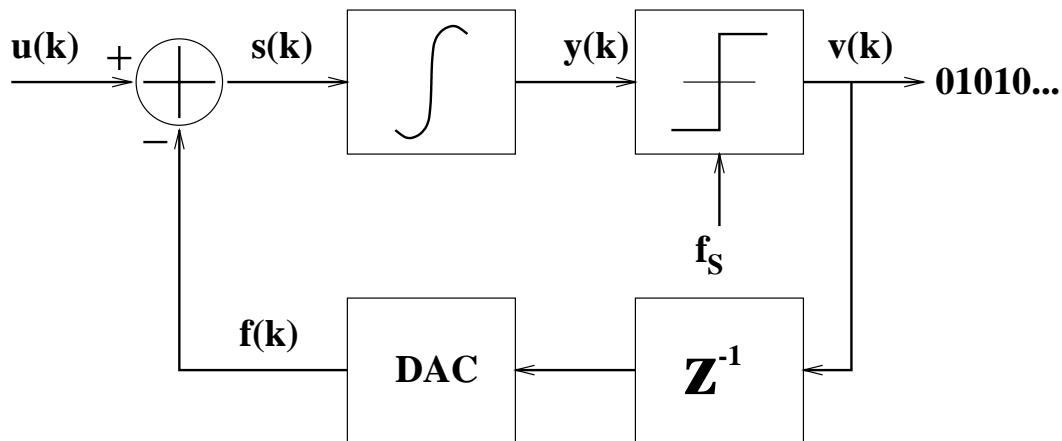 u(k)
+
s(k)
y(k)
v(k)
01010...
−
f_S
f(k)
DAC
Z^-1